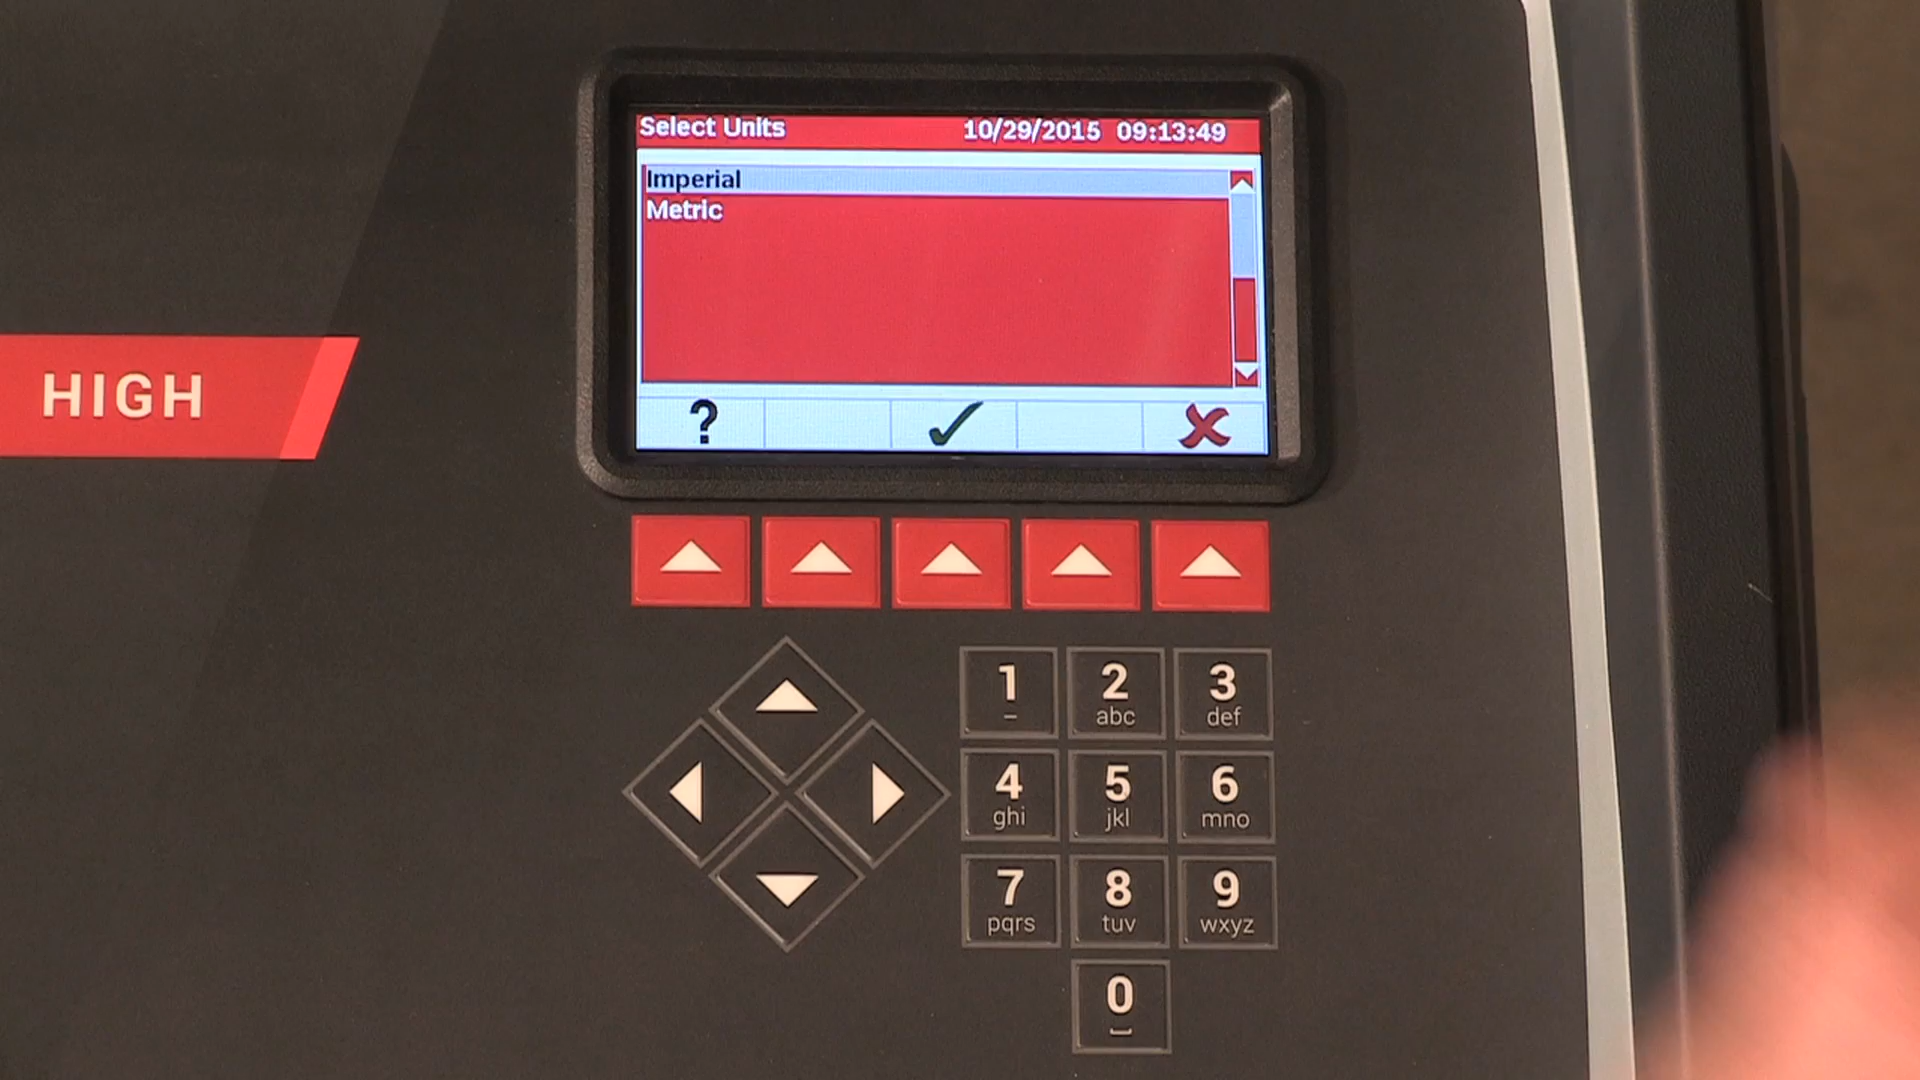 Select Units 10/29/2015 09:13:49
Imperial
Metric
?
HIGH
1 2 3
– abc def
4 5 6
ghi jkl mno
7 8 9
pqrs tuv wxyz
0